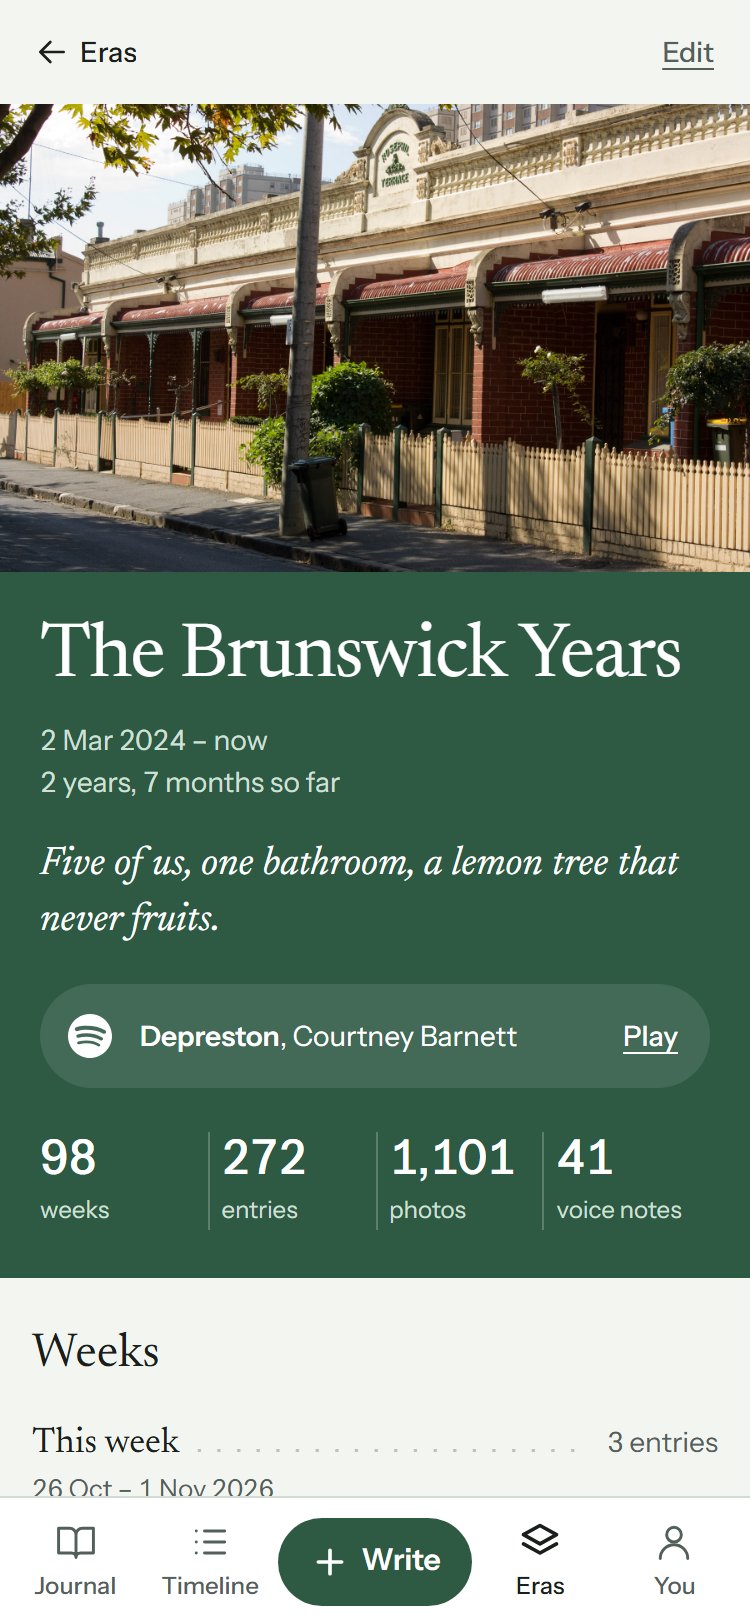 Eras
Edit
TERRACE
The Brunswick Years
2 Mar 2024 – now
2 years, 7 months so far
Five of us, one bathroom, a lemon tree that
never fruits.
Depreston, Courtney Barnett
Play
98
weeks
272
entries
1,101
photos
41
voice notes
Weeks
This week . . . . . . . . . . . . . . . . . . . . 3 entries
26 Oct – 1 Nov 2026
Journal
Timeline
+ Write
Eras
You